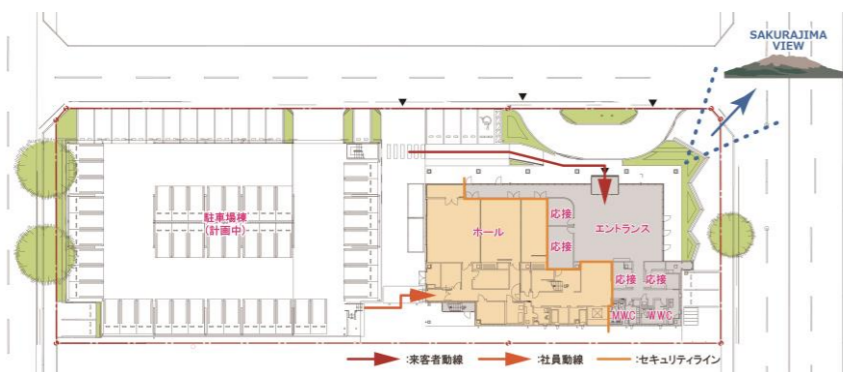 SAKURAJIMA
VIEW
駐車場棟
(計画中)
ホール
応接
応接
エントランス
応接
応接
MWC
WWC
:来客者動線
:社員動線
:セキュリティライン